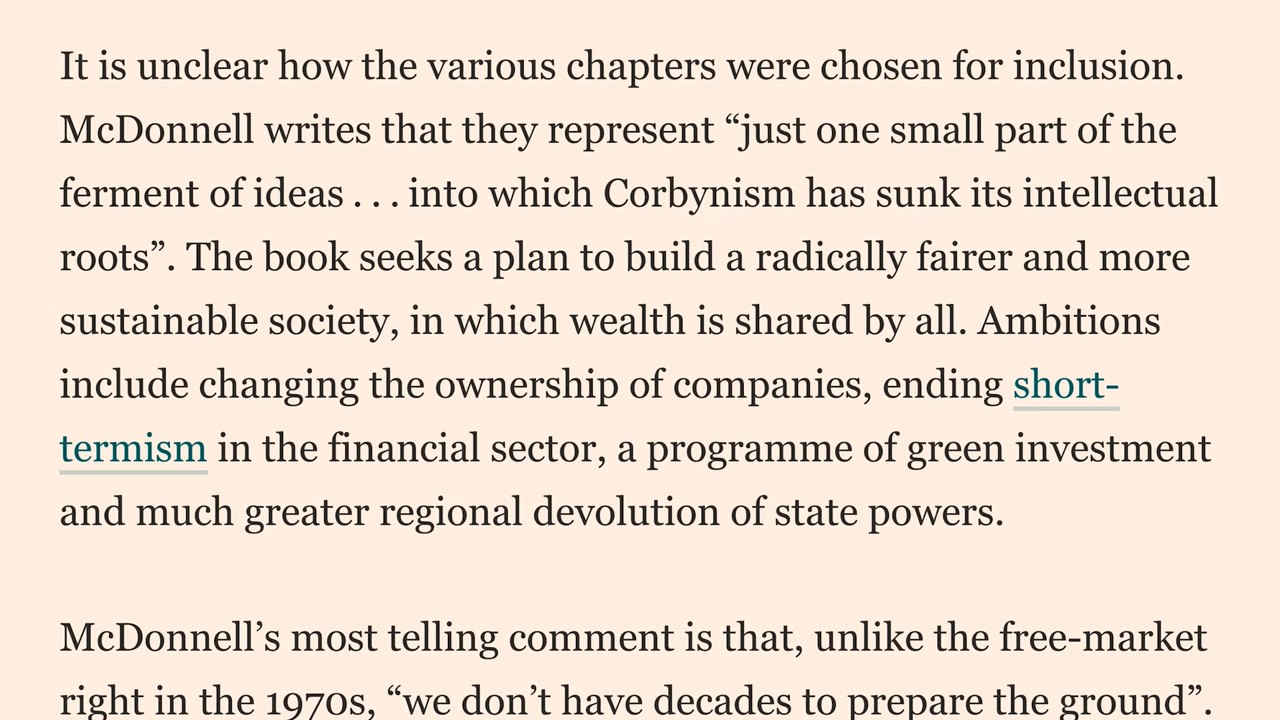 It is unclear how the various chapters were chosen for inclusion.
McDonnell writes that they represent “just one small part of the
ferment of ideas . . . into which Corbynism has sunk its intellectual
roots”. The book seeks a plan to build a radically fairer and more
sustainable society, in which wealth is shared by all. Ambitions
include changing the ownership of companies, ending short-
termism in the financial sector, a programme of green investment
and much greater regional devolution of state powers.
McDonnell’s most telling comment is that, unlike the free-market
right in the 1970s, “we don’t have decades to prepare the ground”.